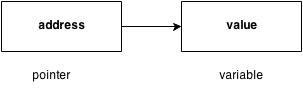 address value
pointer variable